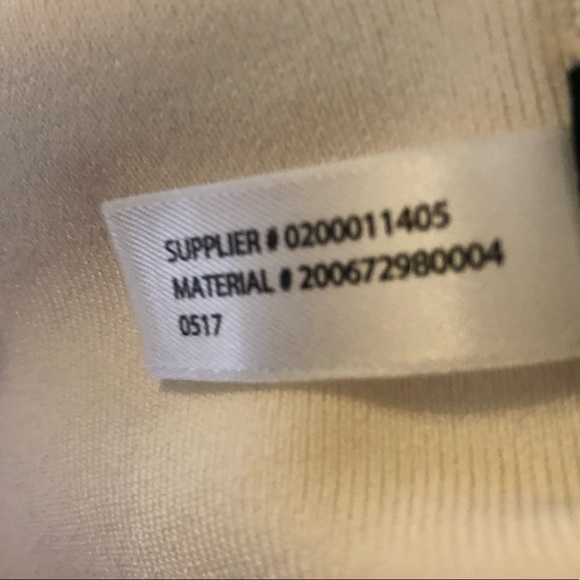 SUPPLIER # 0200011405
MATERIAL # 200672980004
0517